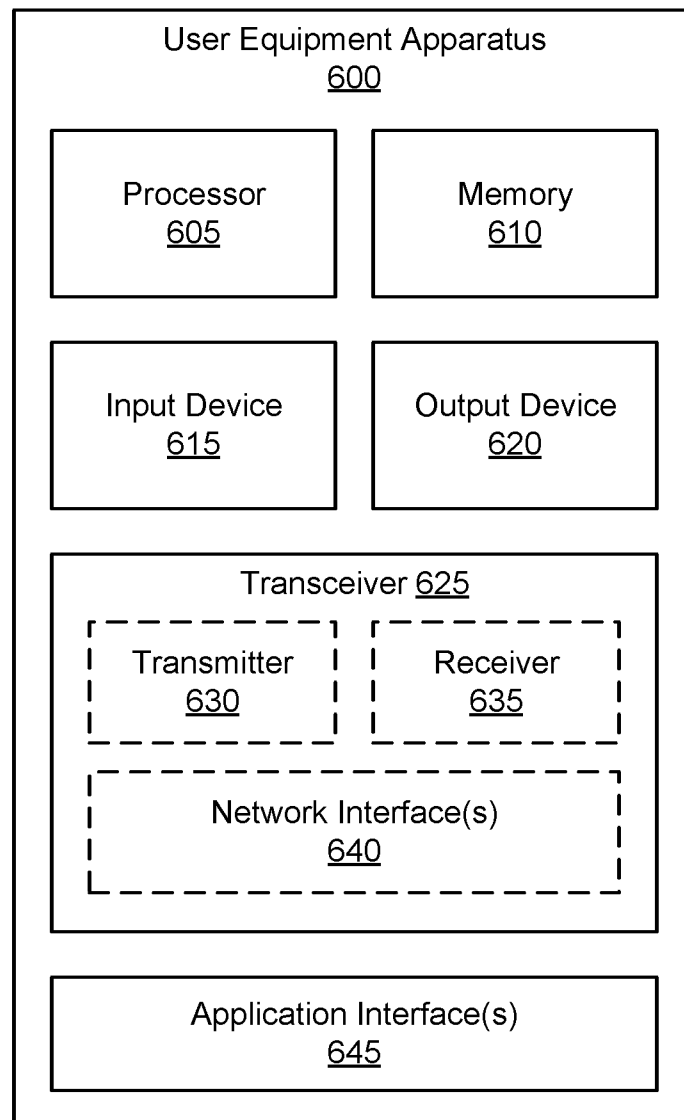 User Equipment Apparatus
600
Processor
605
Memory
610
Input Device
615
Output Device
620
Transceiver 625
Transmitter
630
Receiver
635
Network Interface(s)
640
Application Interface(s)
645